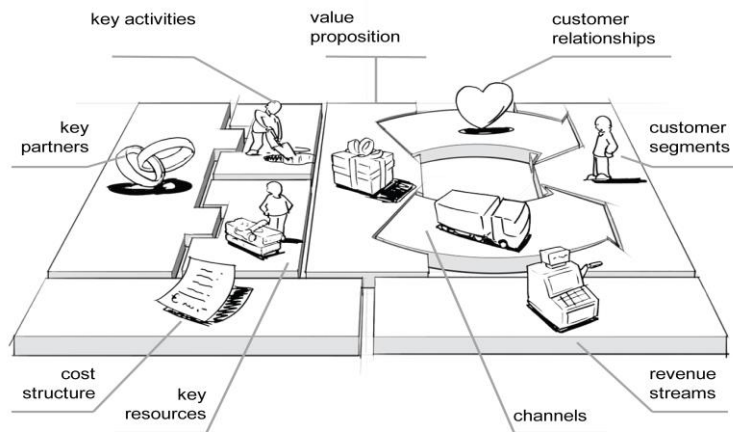 key activities
value
proposition
customer
relationships
key
partners
customer
segments
cost
structure
key
resources
channels
revenue
streams